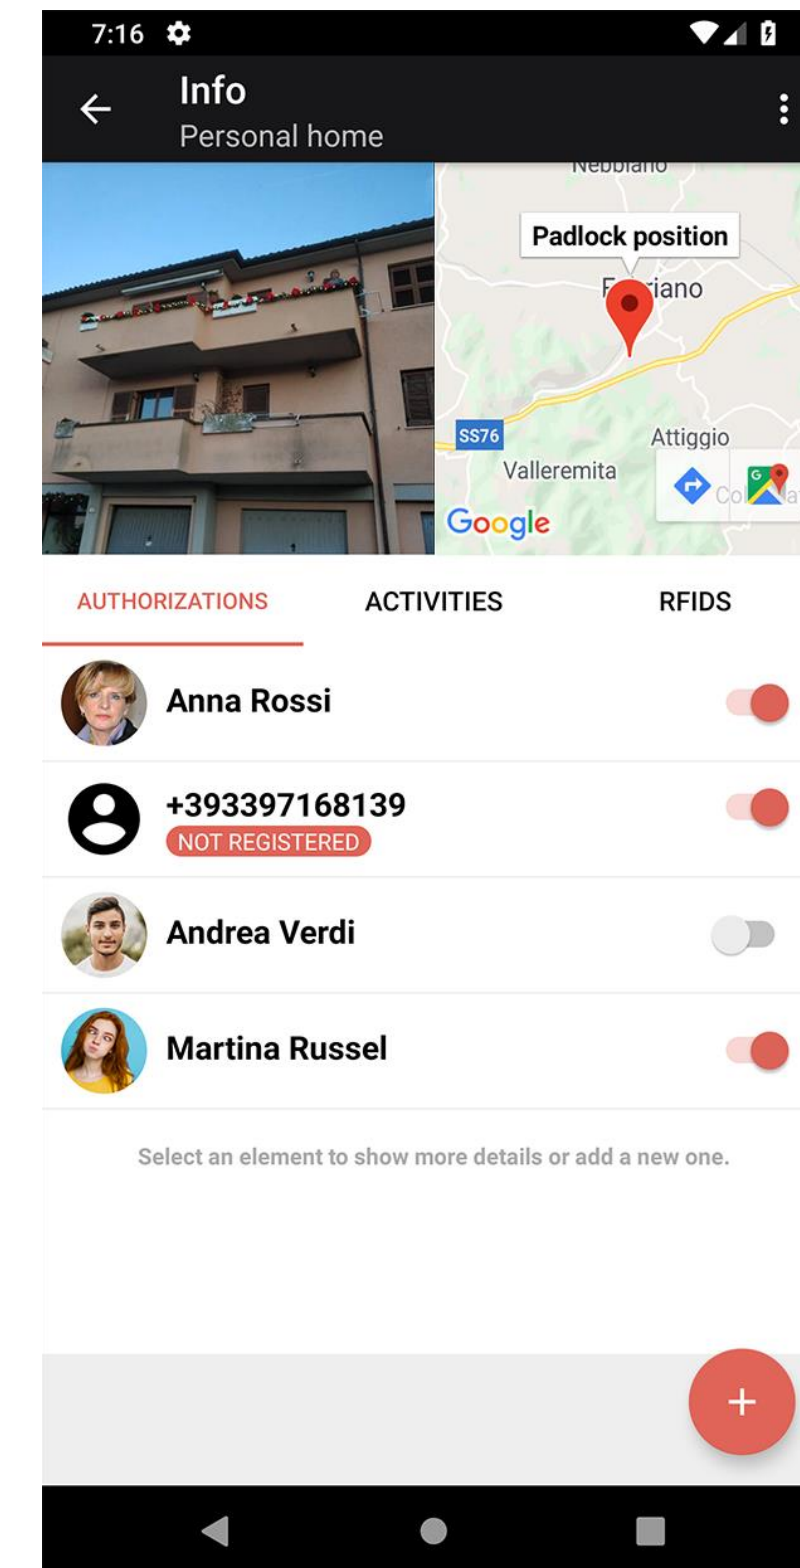 7:16
Info
Personal home
Nebbiano
Padlock position
SS76
Attiggio
Valleremita
Google
AUTHORIZATIONS ACTIVITIES RFIDS
Anna Rossi
+393397168139
NOT REGISTERED
Andrea Verdi
Martina Russel
Select an element to show more details or add a new one.